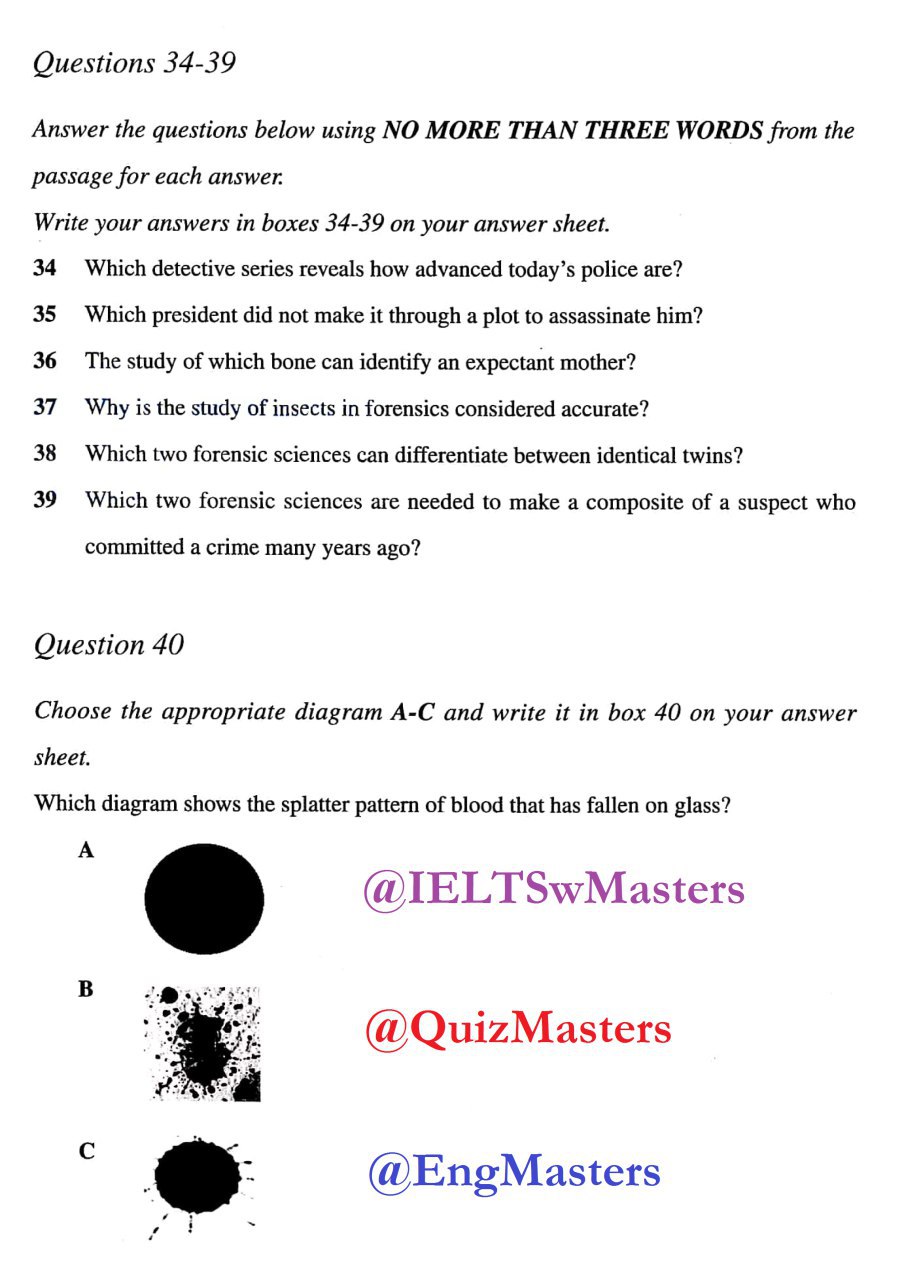 Questions 34-39
Answer the questions below using NO MORE THAN THREE WORDS from the
passage for each answer.
Write your answers in boxes 34-39 on your answer sheet.
34 Which detective series reveals how advanced today's police are?
35 Which president did not make it through a plot to assassinate him?
36 The study of which bone can identify an expectant mother?
37 Why is the study of insects in forensics considered accurate?
38 Which two forensic sciences can differentiate between identical twins?
39 Which two forensic sciences are needed to make a composite of a suspect who
committed a crime many years ago?
Question 40
Choose the appropriate diagram A-C and write it in box 40 on your answer
sheet.
Which diagram shows the splatter pattern of blood that has fallen on glass?
A
@IELTSwMasters
B
@QuizMasters
C
@EngMasters